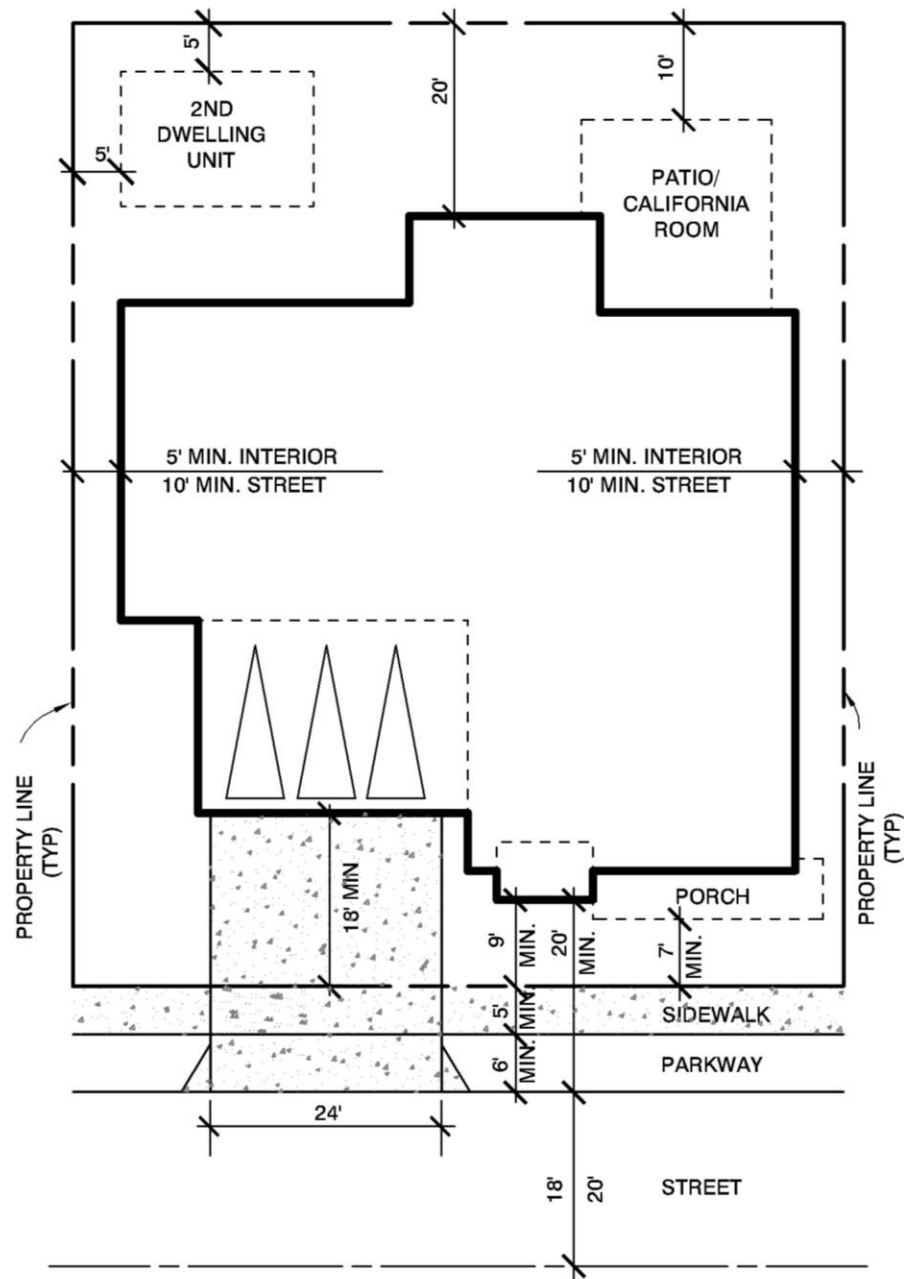 5'
20'
10'
2ND
DWELLING
UNIT
5'
PATIO/
CALIFORNIA
ROOM
5' MIN. INTERIOR
10' MIN. STREET
5' MIN. INTERIOR
10' MIN. STREET
PROPERTY LINE
(TYP)
PROPERTY LINE
(TYP)
18' MIN
PORCH
9'
MIN.
20'
MIN.
7'
MIN.
5'
MIN.
SIDEWALK
6'
MIN.
PARKWAY
24'
18'
20'
STREET